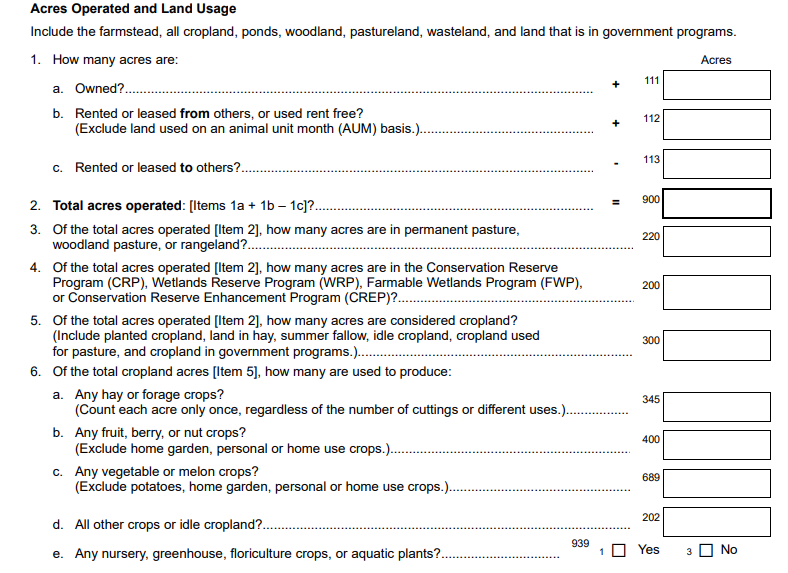 Acres Operated and Land Usage
Include the farmstead, all cropland, ponds, woodland, pastureland, wasteland, and land that is in government programs.
1. How many acres are: Acres
a. Owned?.......... + 111
b. Rented or leased from others, or used rent free?
(Exclude land used on an animal unit month (AUM) basis.).......... + 112
c. Rented or leased to others?.......... - 113
2. Total acres operated: [Items 1a + 1b – 1c]?.......... = 900
3. Of the total acres operated [Item 2], how many acres are in permanent pasture,
woodland pasture, or rangeland?.......... 220
4. Of the total acres operated [Item 2], how many acres are in the Conservation Reserve
Program (CRP), Wetlands Reserve Program (WRP), Farmable Wetlands Program (FWP),
or Conservation Reserve Enhancement Program (CREP)?.......... 200
5. Of the total acres operated [Item 2], how many acres are considered cropland?
(Include planted cropland, land in hay, summer fallow, idle cropland, cropland used
for pasture, and cropland in government programs.).......... 300
6. Of the total cropland acres [Item 5], how many are used to produce:
a. Any hay or forage crops?
(Count each acre only once, regardless of the number of cuttings or different uses.).......... 345
b. Any fruit, berry, or nut crops?
(Exclude home garden, personal or home use crops.).......... 400
c. Any vegetable or melon crops?
(Exclude potatoes, home garden, personal or home use crops.).......... 689
d. All other crops or idle cropland?.......... 202
e. Any nursery, greenhouse, floriculture crops, or aquatic plants?.......... 939 1 ☐ Yes 3 ☐ No